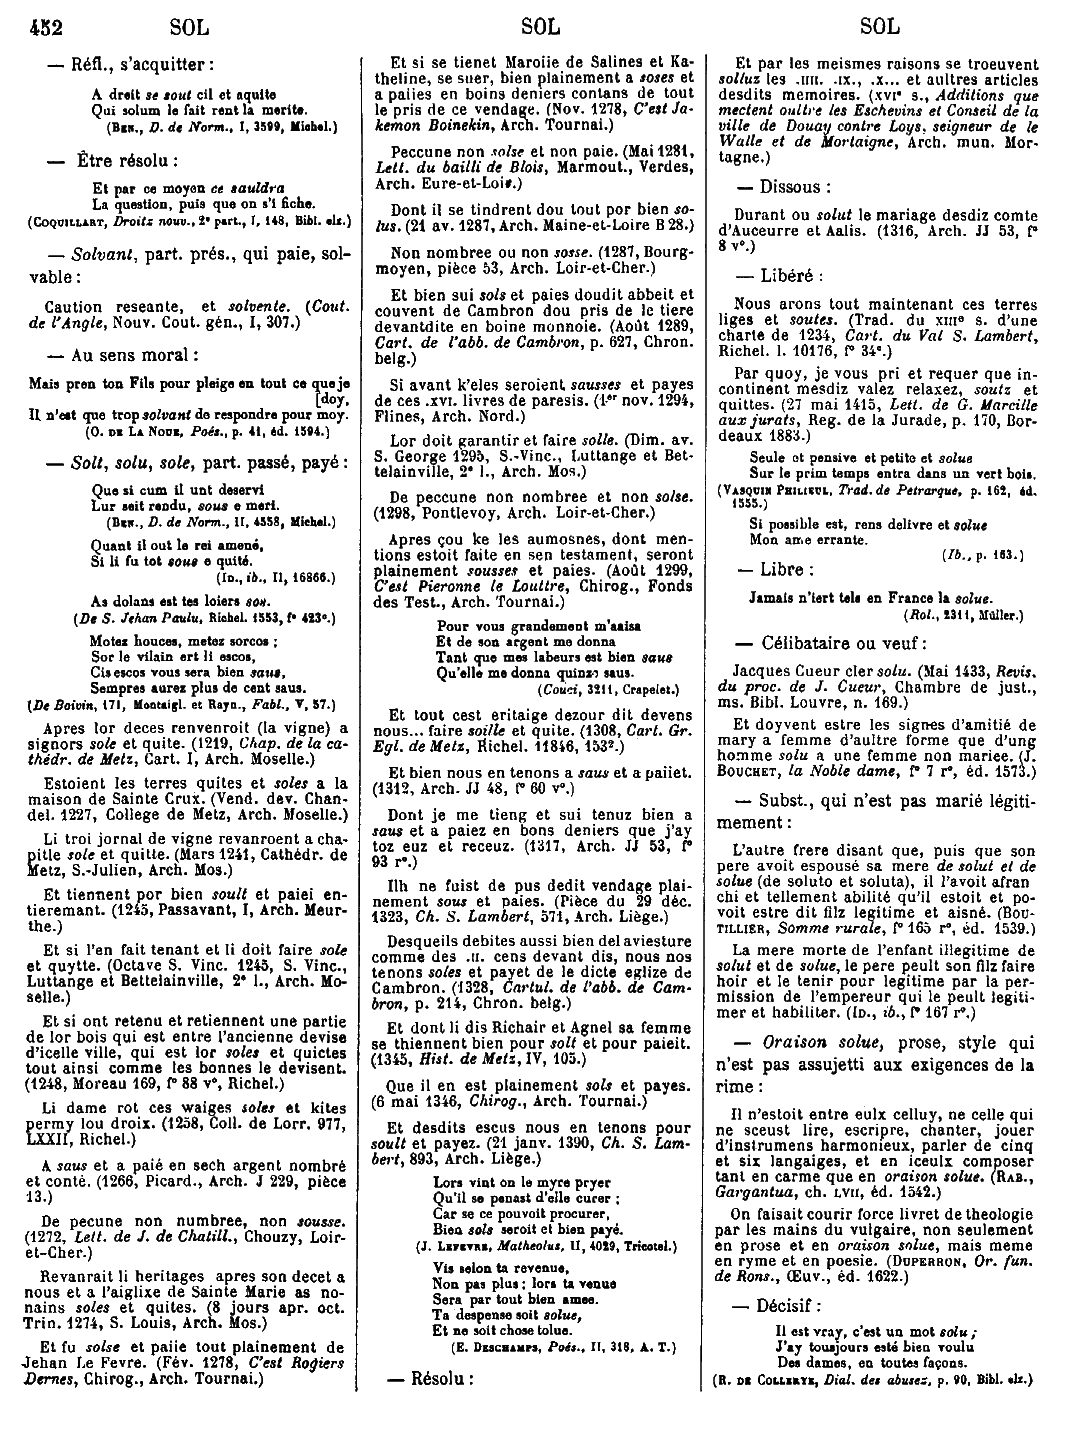 452 SOL SOL SOL
— Réfl., s'acquitter :
A droit se sout cil et aquite
Qui solum le fait rent la merite.
(Ben., D. de Norm., I, 3599, Michel.)
— Être résolu :
Et par ce moyen ce sauldra
La question, puis que on s'i fiche.
(Coquillart, Droitz nouv., 2e part., I, 148, Bibl. elz.)
— Solvant, part. prés., qui paie, sol-
vable :
Caution reseante, et solvente. (Cout.
de l'Angle, Nouv. Cout. gén., I, 307.)
— Au sens moral :
Mais pren ton Fils pour pleige en tout ce que je
[doy,
Il n'est que trop solvant de respondre pour moy.
(O. de La Noue, Poés., p. 41, éd. 1594.)
— Solt, solu, sole, part. passé, payé :
Que si cum il unt deservi
Lur seit rendu, sous e meri.
(Ben., D. de Norm., II, 4558, Michel.)
Quant il out le rei amené,
Si li fu tot sous e quité.
(Id., ib., II, 16866.)
As dolans est tes loiers sos.
(De S. Jehan Paulu, Richel. 1553, f° 423c.)
Motez houces, metez sorcos ;
Sor le vilain ert li escos,
Cis escos vous sera bien saus,
Sempres aurez plus de cent saus.
(De Boivin, 171, Montaigl. et Rayn., Fabl., V, 57.)
Apres lor deces renvenroit (la vigne) a
signors sole et quite. (1219, Chap. de la ca-
thédr. de Metz, Cart. I, Arch. Moselle.)
Estoient les terres quites et soles a la
maison de Sainte Crux. (Vend. dev. Chan-
del. 1227, College de Metz, Arch. Moselle.)
Li troi jornal de vigne revanroent a cha-
pitle sole et quitte. (Mars 1241, Cathédr. de
Metz, S.-Julien, Arch. Mos.)
Et tiennent por bien soult et paiei en-
tieremant. (1245, Passavant, I, Arch. Meur-
the.)
Et si l'en fait tenant et li doit faire sole
et quytte. (Octave S. Vinc. 1245, S. Vinc.,
Luttange et Bettelainville, 2e l., Arch. Mo-
selle.)
Et si ont retenu et retiennent une partie
de lor bois qui est entre l'ancienne devise
d'icelle ville, qui est lor soles et quictes
tout ainsi comme les bonne le devisent.
(1248, Moreau 169, f° 88 v°, Richel.)
Li dame rot ces waiges soles et kites
permy lou droix. (1258, Coll. de Lorr. 977,
LXXII, Richel.)
A saus et a paié en sech argent nombré
et conté. (1266, Picard., Arch. J 229, pièce
13.)
De pecune non numbree, non sousse.
(1272, Lett. de J. de Chatill., Chouzy, Loir-
et-Cher.)
Revanrait li heritages apres son decet a
nous et a l'aiglixe de Sainte Marie as no-
nains soles et quites. (8 jours apr. oct.
Trin. 1274, S. Louis, Arch. Mos.)
Et fu solse et paiie tout plainement de
Jehan Le Fevre. (Fév. 1278, C'est Rogiers
Dernes, Chirog., Arch. Tournai.)
Et si se tienet Maroiie de Salines et Ka-
theline, se suer, bien plainement a soses et
a paiies en boins deniers contans de tout
le pris de ce vendage. (Nov. 1278, C'est Ja-
kemon Boinekin, Arch. Tournai.)
Peccune non solse et non paie. (Mai 1281,
Lett. du bailli de Blois, Marmout., Verdes,
Arch. Eure-et-Loir.)
Dont il se tindrent dou tout por bien so-
lus. (21 av. 1287, Arch. Maine-et-Loire B 28.)
Non nombree ou non sosse. (1287, Bourg-
moyen, pièce 53, Arch. Loir-et-Cher.)
Et bien sui sols et paies doudit abbeit et
couvent de Cambron dou pris de le tiere
devantdite en boine monnoie. (Août 1289,
Cart. de l'abb. de Cambron, p. 627, Chron.
belg.)
Si avant k'eles seroient sausses et payes
de ces .XVI. livres de paresis. (1er nov. 1294,
Flines, Arch. Nord.)
Lor doit garantir et faire solle. (Dim. av.
S. George 1295, S.-Vinc., Luttange et Bet-
telainville, 2e l., Arch. Mos.)
De peccune non nombree et non solse.
(1298, Pontlevoy, Arch. Loir-et-Cher.)
Apres çou ke les aumosnes, dont men-
tions estoit faite en sen testament, seront
plainement sousses et paies. (Août 1299,
C'est Pieronne le Louttre, Chirog., Fonds
des Test., Arch. Tournai.)
Pour vous grandement m'aaisa
Et de son argent me donna
Tant que mes labeurs est bien saus
Qu'elle me donna quinze saus.
(Couci, 3211, Crapelet.)
Et tout cest eritaige dezour dit devens
nous... faire soille et quite. (1308, Cart. Gr.
Egl. de Metz, Richel. 11846, 153².)
Et bien nous en tenons a saus et a paiiet.
(1312, Arch. JJ 48, f° 60 v°.)
Dont je me tieng et sui tenuz bien a
saus et a paiez en bons deniers que j'ay
toz euz et receuz. (1317, Arch. JJ 53, f°
93 r°.)
Ilh ne fuist de pus dedit vendage plai-
nement sous et paies. (Pièce du 29 déc.
1323, Ch. S. Lambert, 571, Arch. Liège.)
Desqueils debites aussi bien del aviesture
comme des .II. cens devant dis, nous nos
tenons soles et payet de le dicte eglize de
Cambron. (1328, Cartul. de l'abb. de Cam-
bron, p. 214, Chron. belg.)
Et dont li dis Richair et Agnel sa femme
se thiennent bien pour solt et pour paieit.
(1345, Hist. de Metz, IV, 105.)
Que il en est plainement sols et payes.
(6 mai 1346, Chirog., Arch. Tournai.)
Et desdits escus nous en tenons pour
soult et payez. (21 janv. 1390, Ch. S. Lam-
bert, 893, Arch. Liège.)
Lors vint on le myre pryer
Qu'il se penast d'elle curer ;
Car se ce pouvoit procurer,
Bien sols seroit et bien payé.
(J. Lefevre, Matheolus, II, 4029, Tricotel.)
Vis selon ta revenue,
Non pas plus ; lors ta venue
Sera par tout bien amee.
Ta despense soit solue,
Et ne soit chose tolue.
(E. Deschamps, Poés., II, 318, A. T.)
— Résolu :
Et par les meismes raisons se troeuvent
solluz les .IIII. .IX., .X... et aultres articles
desdits memoires. (XVIe s., Additions que
mectent oultre les Eschevins et Conseil de la
ville de Douay contre Loys, seigneur de le
Walle et de Mortaigne, Arch. mun. Mor-
tagne.)
— Dissous :
Durant ou solut le mariage desdiz comte
d'Auceurre et Aalis. (1316, Arch. JJ 53, f°
8 v°.)
— Libéré :
Nous arons tout maintenant ces terres
liges et soutes. (Trad. du XIIIe s. d'une
charte de 1234, Cart. du Val S. Lambert,
Richel. l. 10176, f° 34c.)
Par quoy, je vous pri et requer que in-
continent mesdiz valez relaxez, soutz et
quittes. (27 mai 1415, Lett. de G. Marcille
aux jurats, Reg. de la Jurade, p. 170, Bor-
deaux 1883.)
Seule et pensive et petite et solue
Sur le prim temps entra dans un vert bois.
(Vasquin Philieul, Trad. de Petrarque, p. 162, éd.
1555.)
Si possible est, rens delivre et solue
Mon ame errante.
(Ib., p. 163.)
— Libre :
Jamais n'iert tels en France la solue.
(Rol., 2311, Müller.)
— Célibataire ou veuf :
Jacques Cueur cler solu. (Mai 1433, Revis.
du proc. de J. Cueur, Chambre de just.,
ms. Bibl. Louvre, n. 169.)
Et doyvent estre les signes d'amitié de
mary a femme d'aultre forme que d'ung
homme solu a une femme non mariee. (J.
Bouchet, la Noble dame, f° 7 r°, éd. 1573.)
— Subst., qui n'est pas marié légiti-
mement :
L'autre frere disant que, puis que son
pere avoit espousé sa mere de solut et de
solue (de soluto et soluta), il l'avoit afran
chi et tellement abilité qu'il estoit et po-
voit estre dit filz legitime et aisné. (Bou-
tillier, Somme rurale, f° 165 r°, éd. 1539.)
La mere morte de l'enfant illegitime de
solut et de solue, le pere peult son filz faire
hoir et le tenir pour legitime par la per-
mission de l'empereur qui le peult legiti-
mer et habiliter. (Id., ib., f° 167 r°.)
— Oraison solue, prose, style qui
n'est pas assujetti aux exigences de la
rime :
Il n'estoit entre eulx celluy, ne celle qui
ne sceust lire, escripre, chanter, jouer
d'instrumens harmonieux, parler de cinq
et six langaiges, et en iceulx composer
tant en carme que en oraison solue. (Rab.,
Gargantua, ch. LVII, éd. 1542.)
On faisait courir force livret de theologie
par les mains du vulgaire, non seulement
en prose et en oraison solue, mais meme
en ryme et en poesie. (Duperron, Or. fun.
de Rons., Œuv., éd. 1622.)
— Décisif :
Il est vray, c'est un mot solu ;
J'ay tousjours esté bien voulu
Des dames, en toutes façons.
(R. de Collerye, Dial. des abusez, p. 90, Bibl. elz.)